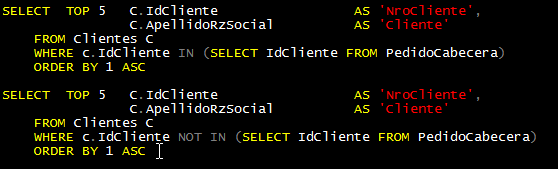 SELECT TOP 5 C.IdCliente AS 'NroCliente',
C.ApellidoRzSocial AS 'Cliente'
FROM Clientes C
WHERE c.IdCliente IN (SELECT IdCliente FROM PedidoCabecera)
ORDER BY 1 ASC
SELECT TOP 5 C.IdCliente AS 'NroCliente',
C.ApellidoRzSocial AS 'Cliente'
FROM Clientes C
WHERE c.IdCliente NOT IN (SELECT IdCliente FROM PedidoCabecera)
ORDER BY 1 ASC